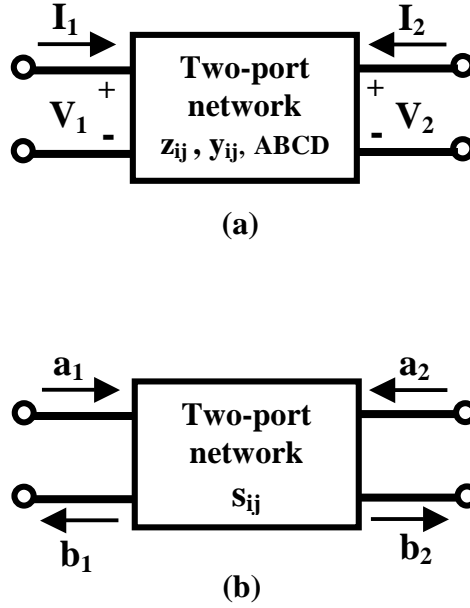 I₁ I₂
Two-port
+ +
network
V₁ V₂
- -
zᵢⱼ , yᵢⱼ, ABCD
(a)
a₁ a₂
Two-port
network
sᵢⱼ
b₁ b₂
(b)